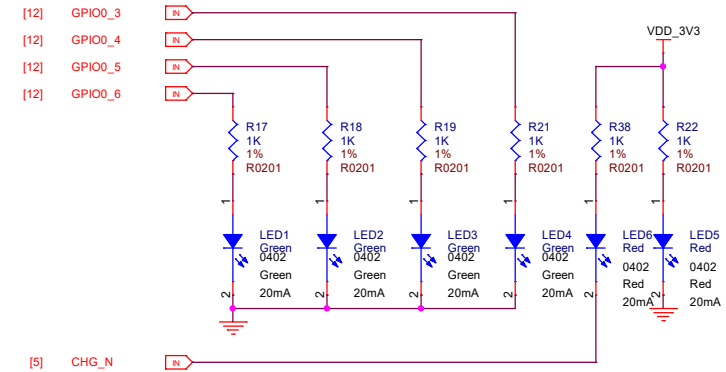 [12] GPIO0_3 IN
[12] GPIO0_4 IN
VDD_3V3
[12] GPIO0_5 IN
[12] GPIO0_6 IN
R17 R18 R19 R21 R38 R22
1K 1K 1K 1K 1K 1K
1% 1% 1% 1% 1% 1%
R0201 R0201 R0201 R0201 R0201 R0201
1 1 1 1 1 1
LED1 LED2 LED3 LED4 LED6 LED5
Green Green Green Green Red Red
0402 0402 0402 0402 0402 0402
Green Green Green Green Red Red
20mA 20mA 20mA 20mA 20mA 20mA
2 2 2 2 2 2
[5] CHG_N IN